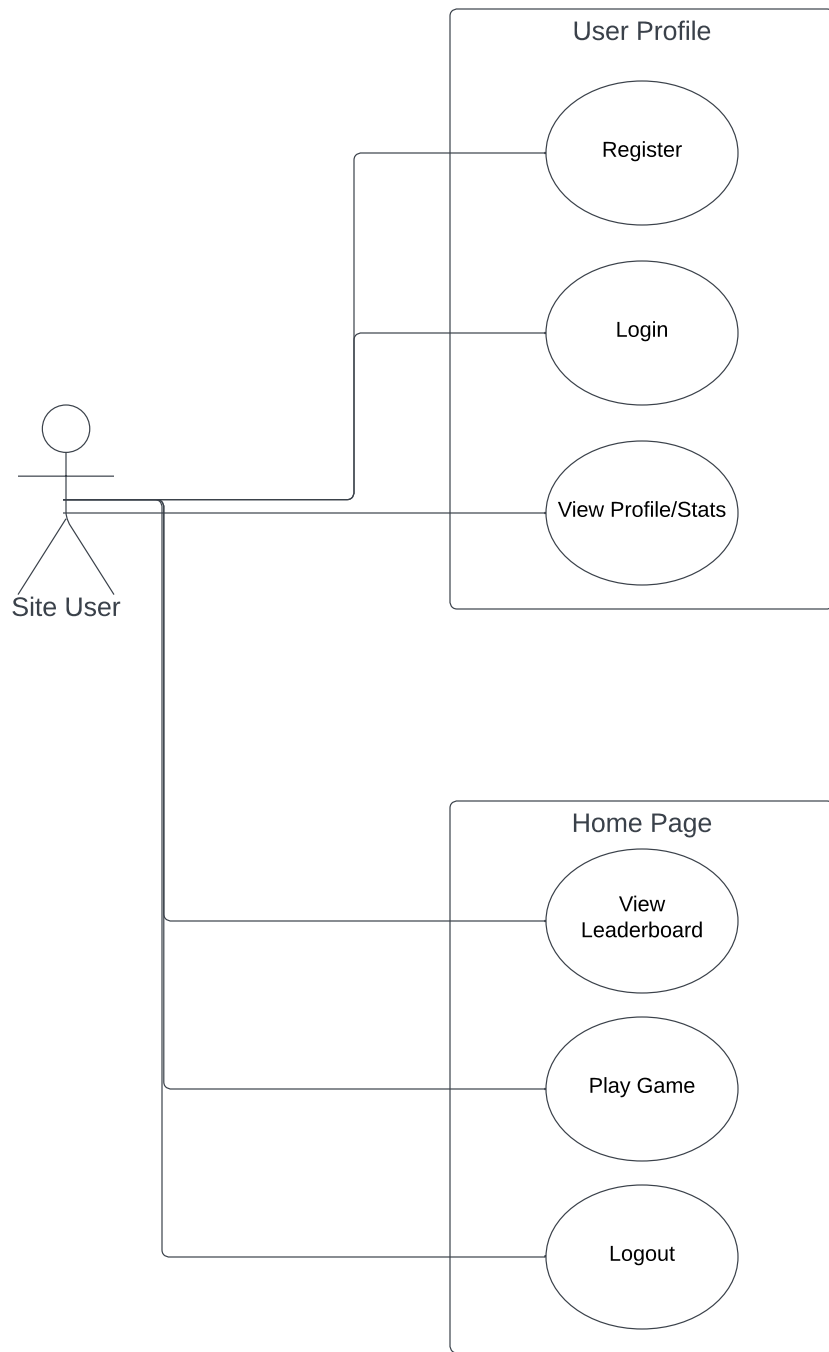 User Profile
Register
Login
View Profile/Stats
Site User
Home Page
View
Leaderboard
Play Game
Logout